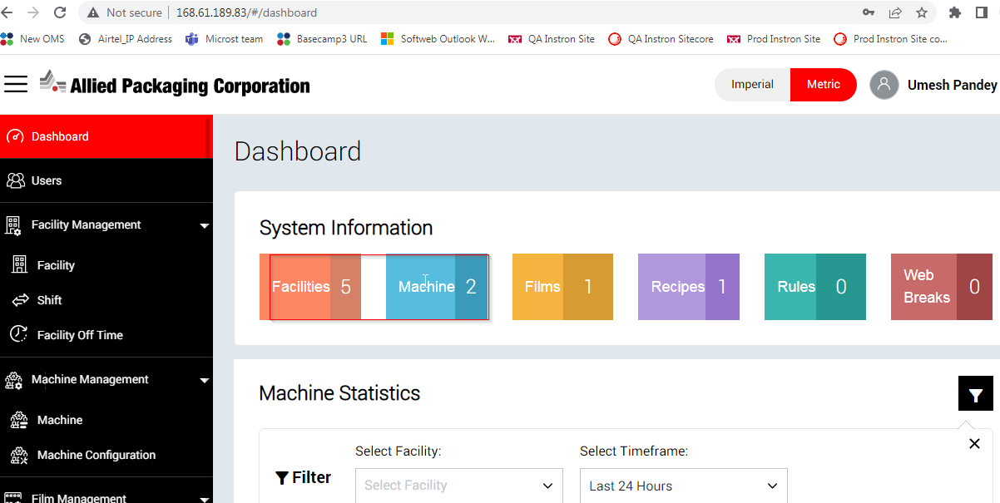 Not secure | 168.61.189.83/#/dashboard
New OMS Airtel_IP Address Microst team Basecamp3 URL Softweb Outlook W... QA Instron Site QA Instron Sitecore Prod Instron Site Prod Instron Site co...
Allied Packaging Corporation
Imperial Metric Umesh Pandey
Dashboard
Users
Facility Management
Facility
Shift
Facility Off Time
Machine Management
Machine
Machine Configuration
Film Management
Dashboard
System Information
Facilities 5
Machine 2
Films 1
Recipes 1
Rules 0
Web
Breaks 0
Machine Statistics
Filter
Select Facility:
Select Facility
Select Timeframe:
Last 24 Hours